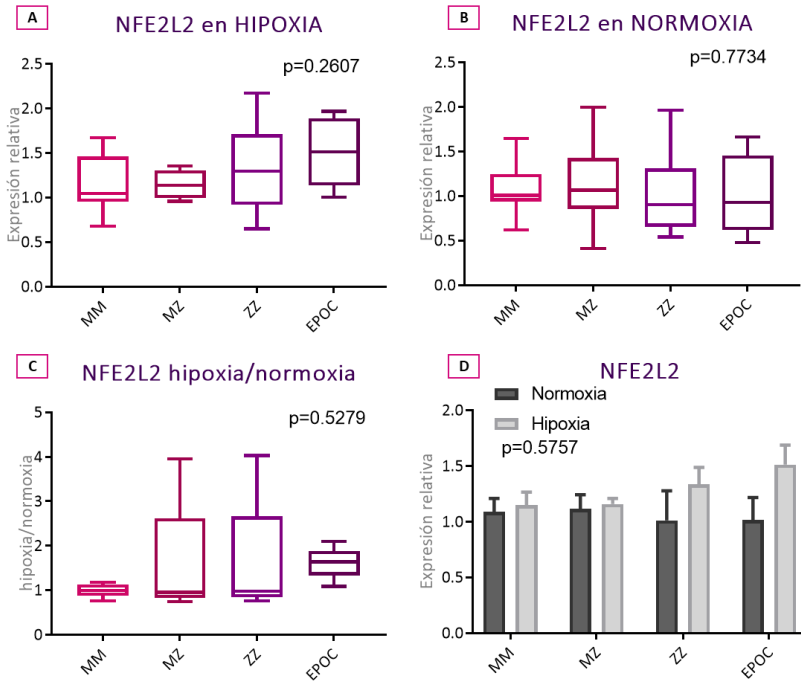 A
NFE2L2 en HIPOXIA
p=0.2607
Expresión relativa
2.5
2.0
1.5
1.0
0.5
0.0
MM
MZ
ZZ
EPOC
B
NFE2L2 en NORMOXIA
p=0.7734
Expresión relativa
2.5
2.0
1.5
1.0
0.5
0.0
MM
MZ
ZZ
EPOC
C
NFE2L2 hipoxia/normoxia
p=0.5279
hipoxia/normoxia
5
4
3
2
1
0
MM
MZ
ZZ
EPOC
D
NFE2L2
Normoxia
Hipoxia
p=0.5757
Expresión relativa
2.0
1.5
1.0
0.5
0.0
MM
MZ
ZZ
EPOC